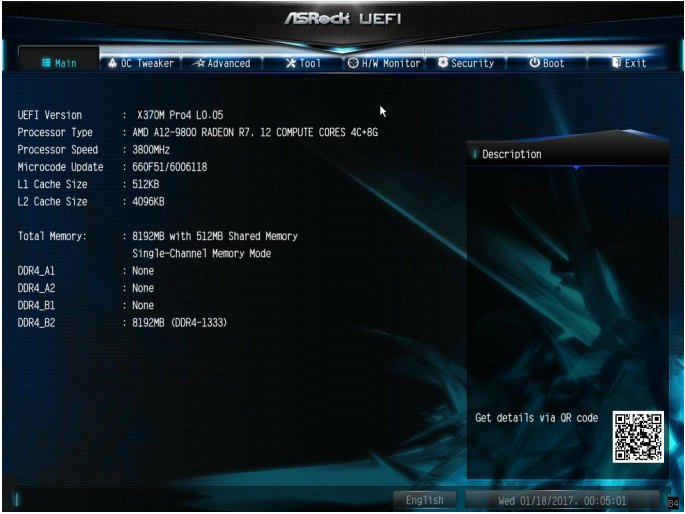 ASRock UEFI
Main OC Tweaker Advanced Tool H/W Monitor Security Boot Exit
UEFI Version : X370M Pro4 L0.05
Processor Type : AMD A12-9800 RADEON R7, 12 COMPUTE CORES 4C+8G
Processor Speed : 3800MHz
Microcode Update : 660F51/6006118
L1 Cache Size : 512KB
L2 Cache Size : 4096KB
Total Memory: : 8192MB with 512MB Shared Memory
Single-Channel Memory Mode
DDR4_A1 : None
DDR4_A2 : None
DDR4_B1 : None
DDR4_B2 : 8192MB (DDR4-1333)
Description
Get details via QR code
English
Wed 01/18/2017. 00:05:01
B4